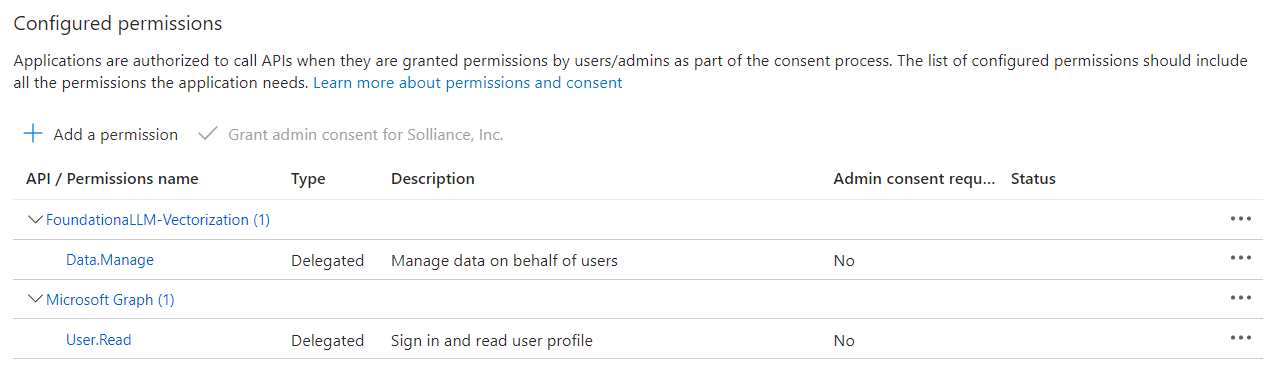 Configured permissions
Applications are authorized to call APIs when they are granted permissions by users/admins as part of the consent process. The list of configured permissions should include
all the permissions the application needs. Learn more about permissions and consent
Add a permission Grant admin consent for Solliance, Inc.
API / Permissions name Type Description Admin consent requ... Status
FoundationaLLM-Vectorization (1)
Data.Manage Delegated Manage data on behalf of users No
Microsoft Graph (1)
User.Read Delegated Sign in and read user profile No